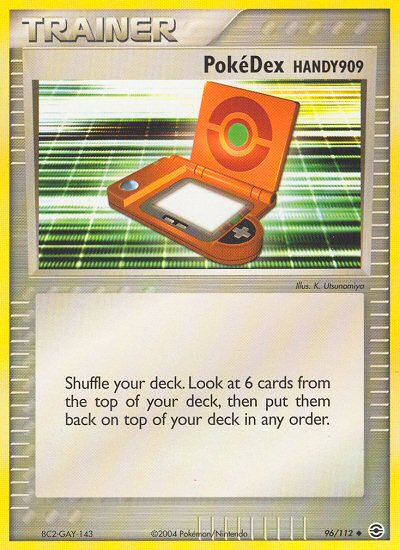 TRAINER
PokéDex HANDY909
Illus. K. Utsunomiya
Shuffle your deck. Look at 6 cards from
the top of your deck, then put them
back on top of your deck in any order.
BC2-GAY-143 ©2004 Pokémon/Nintendo 96/112 ◆